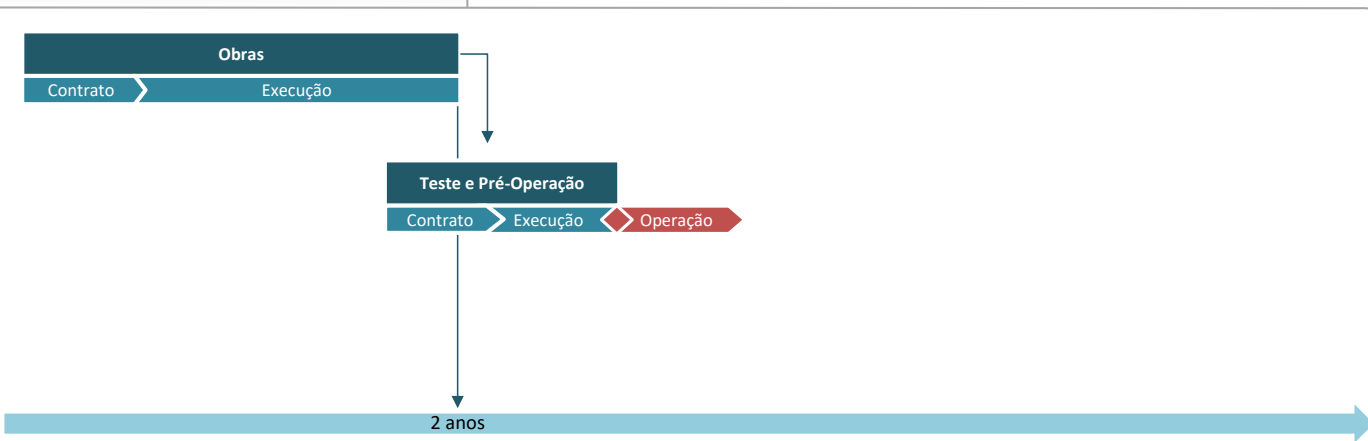 Obras
Contrato
Execução
Teste e Pré-Operação
Contrato
Execução
Operação
2 anos